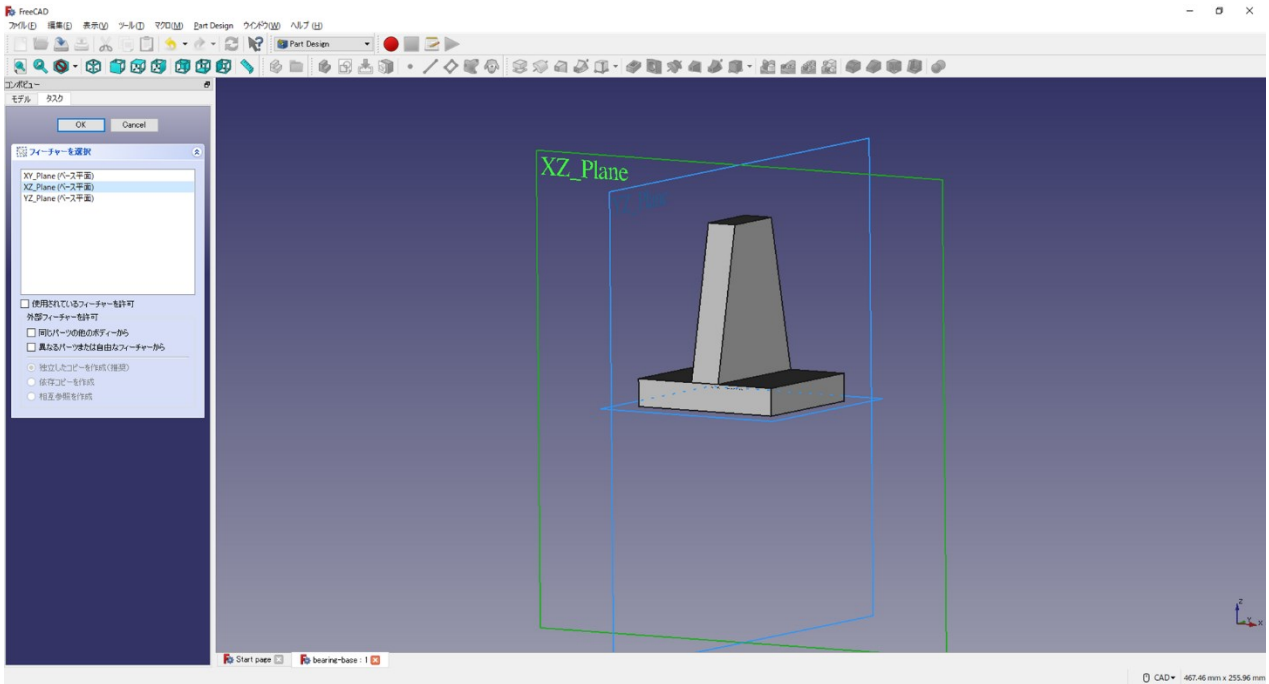 FreeCAD
ファイル(F) 編集(E) 表示(V) ツール(T) マクロ(M) Part Design ウインドウ(W) ヘルプ(H)
Part Design
コンボビュー
モデル タスク
OK Cancel
フィーチャーを選択
XY_Plane (ベース平面)
XZ_Plane (ベース平面)
YZ_Plane (ベース平面)
使用されているフィーチャーを許可
外部フィーチャーを許可
同じパーツの他のボディーから
異なるパーツまたは自由なフィーチャーから
独立したコピーを作成(推奨)
依存コピーを作成
相互参照を作成
XZ_Plane
Z
Y X
Start page bearing-base : 1
CAD 467.46 mm x 255.96 mm